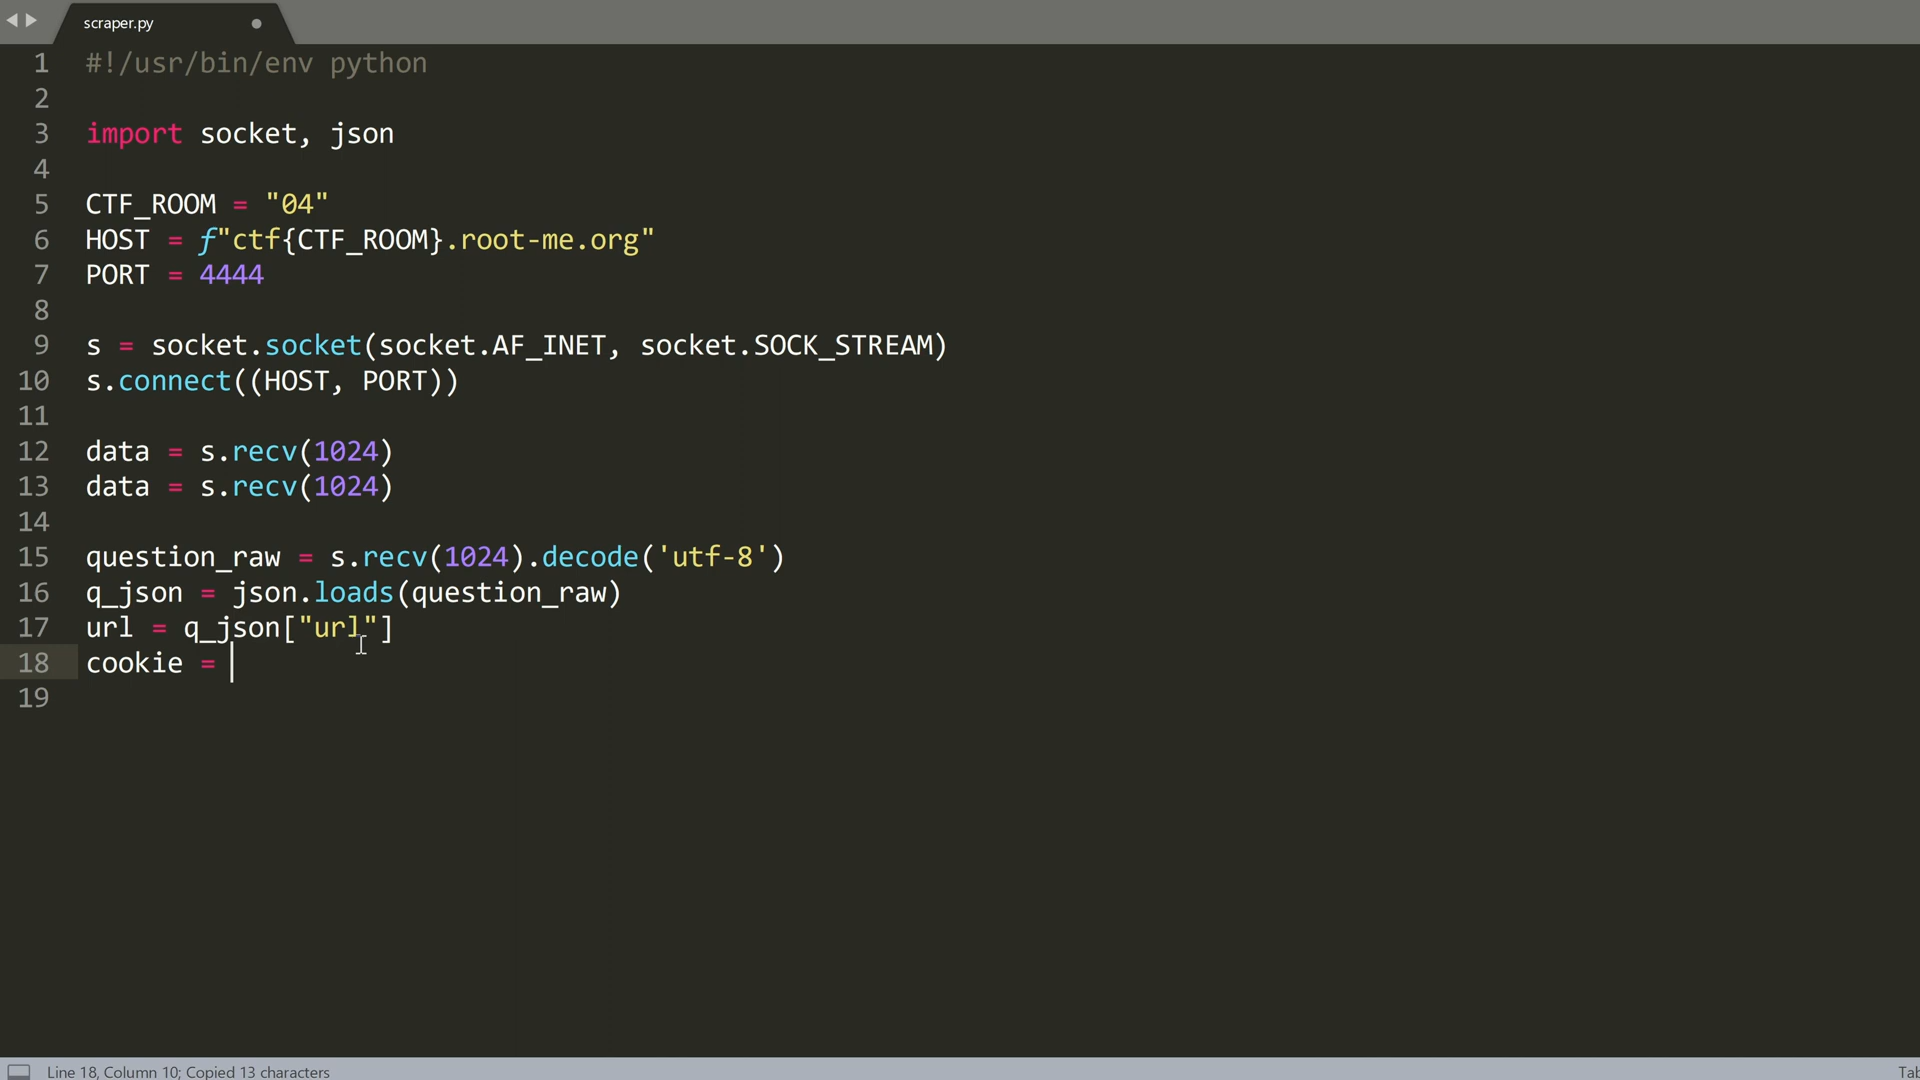 scraper.py
1 #!/usr/bin/env python
2
3 import socket, json
4
5 CTF_ROOM = "04"
6 HOST = f"ctf{CTF_ROOM}.root-me.org"
7 PORT = 4444
8
9 s = socket.socket(socket.AF_INET, socket.SOCK_STREAM)
10 s.connect((HOST, PORT))
11
12 data = s.recv(1024)
13 data = s.recv(1024)
14
15 question_raw = s.recv(1024).decode('utf-8')
16 q_json = json.loads(question_raw)
17 url = q_json["url"]
18 cookie =
19
Line 18, Column 10; Copied 13 characters